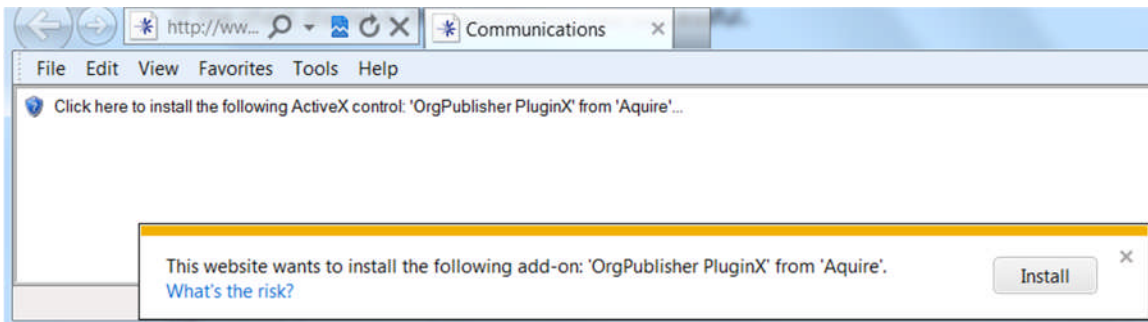 http://ww...
Communications
File Edit View Favorites Tools Help
Click here to install the following ActiveX control: 'OrgPublisher PluginX' from 'Aquire'...
This website wants to install the following add-on: 'OrgPublisher PluginX' from 'Aquire'.
What's the risk?
Install